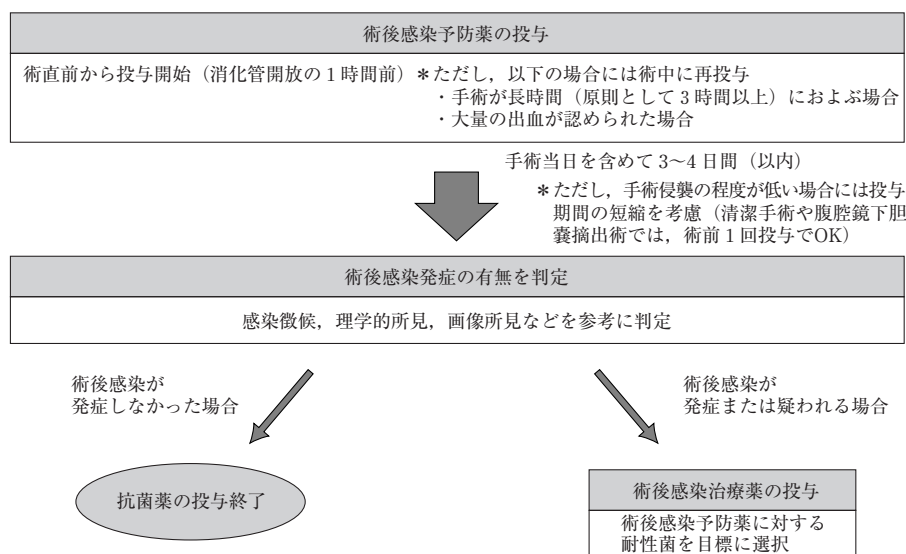 術後感染予防薬の投与
術直前から投与開始（消化管開放の1時間前）＊ただし，以下の場合には術中に再投与
・手術が長時間（原則として3時間以上）におよぶ場合
・大量の出血が認められた場合
手術当日を含めて3〜4日間（以内）
＊ただし，手術侵襲の程度が低い場合には投与
期間の短縮を考慮（清潔手術や腹腔鏡下胆
嚢摘出術では，術前1回投与でOK）
術後感染発症の有無を判定
感染徴候，理学的所見，画像所見などを参考に判定
術後感染が
発症しなかった場合
術後感染が
発症または疑われる場合
抗菌薬の投与終了
術後感染治療薬の投与
術後感染予防薬に対する
耐性菌を目標に選択